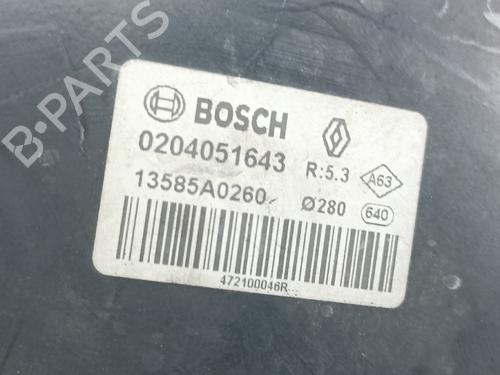 B-PARTS
BOSCH
0204051643 R:5.3 A63
13585A0260 Ø280 640
472100046R